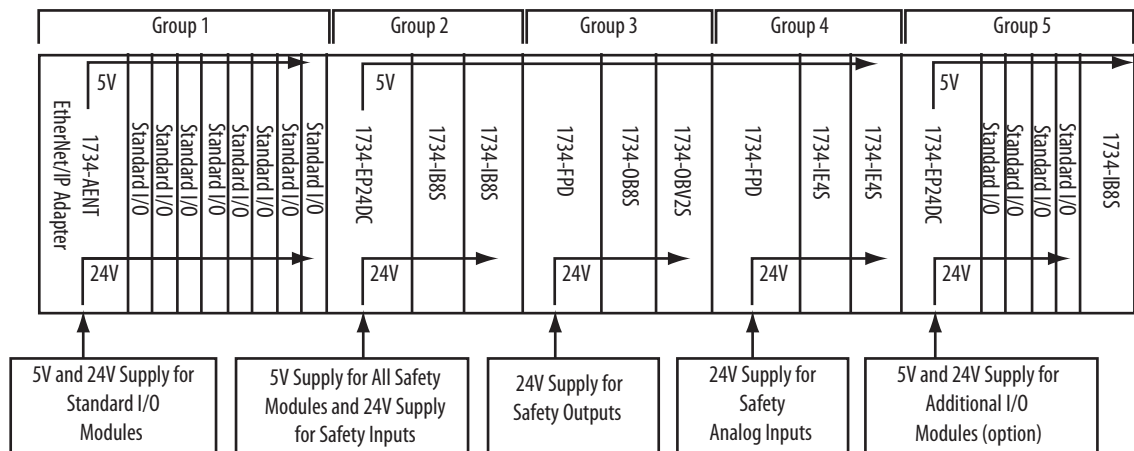 Group 1
Group 2
Group 3
Group 4
Group 5
EtherNet/IP Adapter
1734-AENT
5V
24V
Standard I/O
Standard I/O
Standard I/O
Standard I/O
Standard I/O
Standard I/O
Standard I/O
Standard I/O
1734-EP24DC
5V
24V
1734-IB8S
1734-IB8S
1734-FPD
24V
1734-OB8S
1734-OBV2S
1734-FPD
24V
1734-IE4S
1734-IE4S
1734-EP24DC
5V
24V
Standard I/O
Standard I/O
Standard I/O
Standard I/O
1734-IB8S
5V and 24V Supply for
Standard I/O
Modules
5V Supply for All Safety
Modules and 24V Supply
for Safety Inputs
24V Supply for
Safety Outputs
24V Supply for
Safety
Analog Inputs
5V and 24V Supply for
Additional I/O
Modules (option)